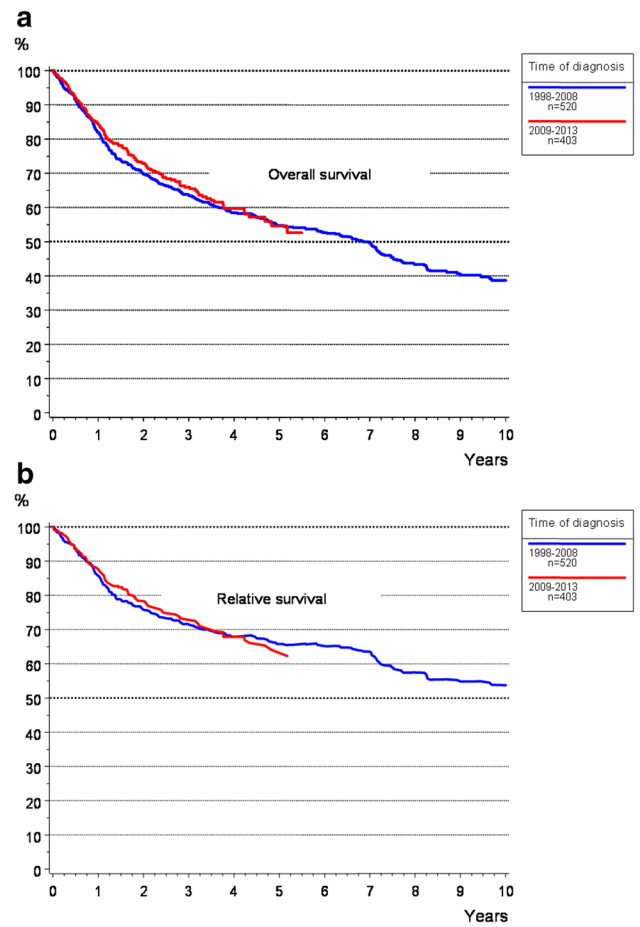 a
%
Time of diagnosis
1998-2008
n=520
2009-2013
n=403
100
90
80
70
60
50
40
30
20
10
0
Overall survival
0 1 2 3 4 5 6 7 8 9 10
Years
b
%
Time of diagnosis
1998-2008
n=520
2009-2013
n=403
100
90
80
70
60
50
40
30
20
10
0
Relative survival
0 1 2 3 4 5 6 7 8 9 10
Years